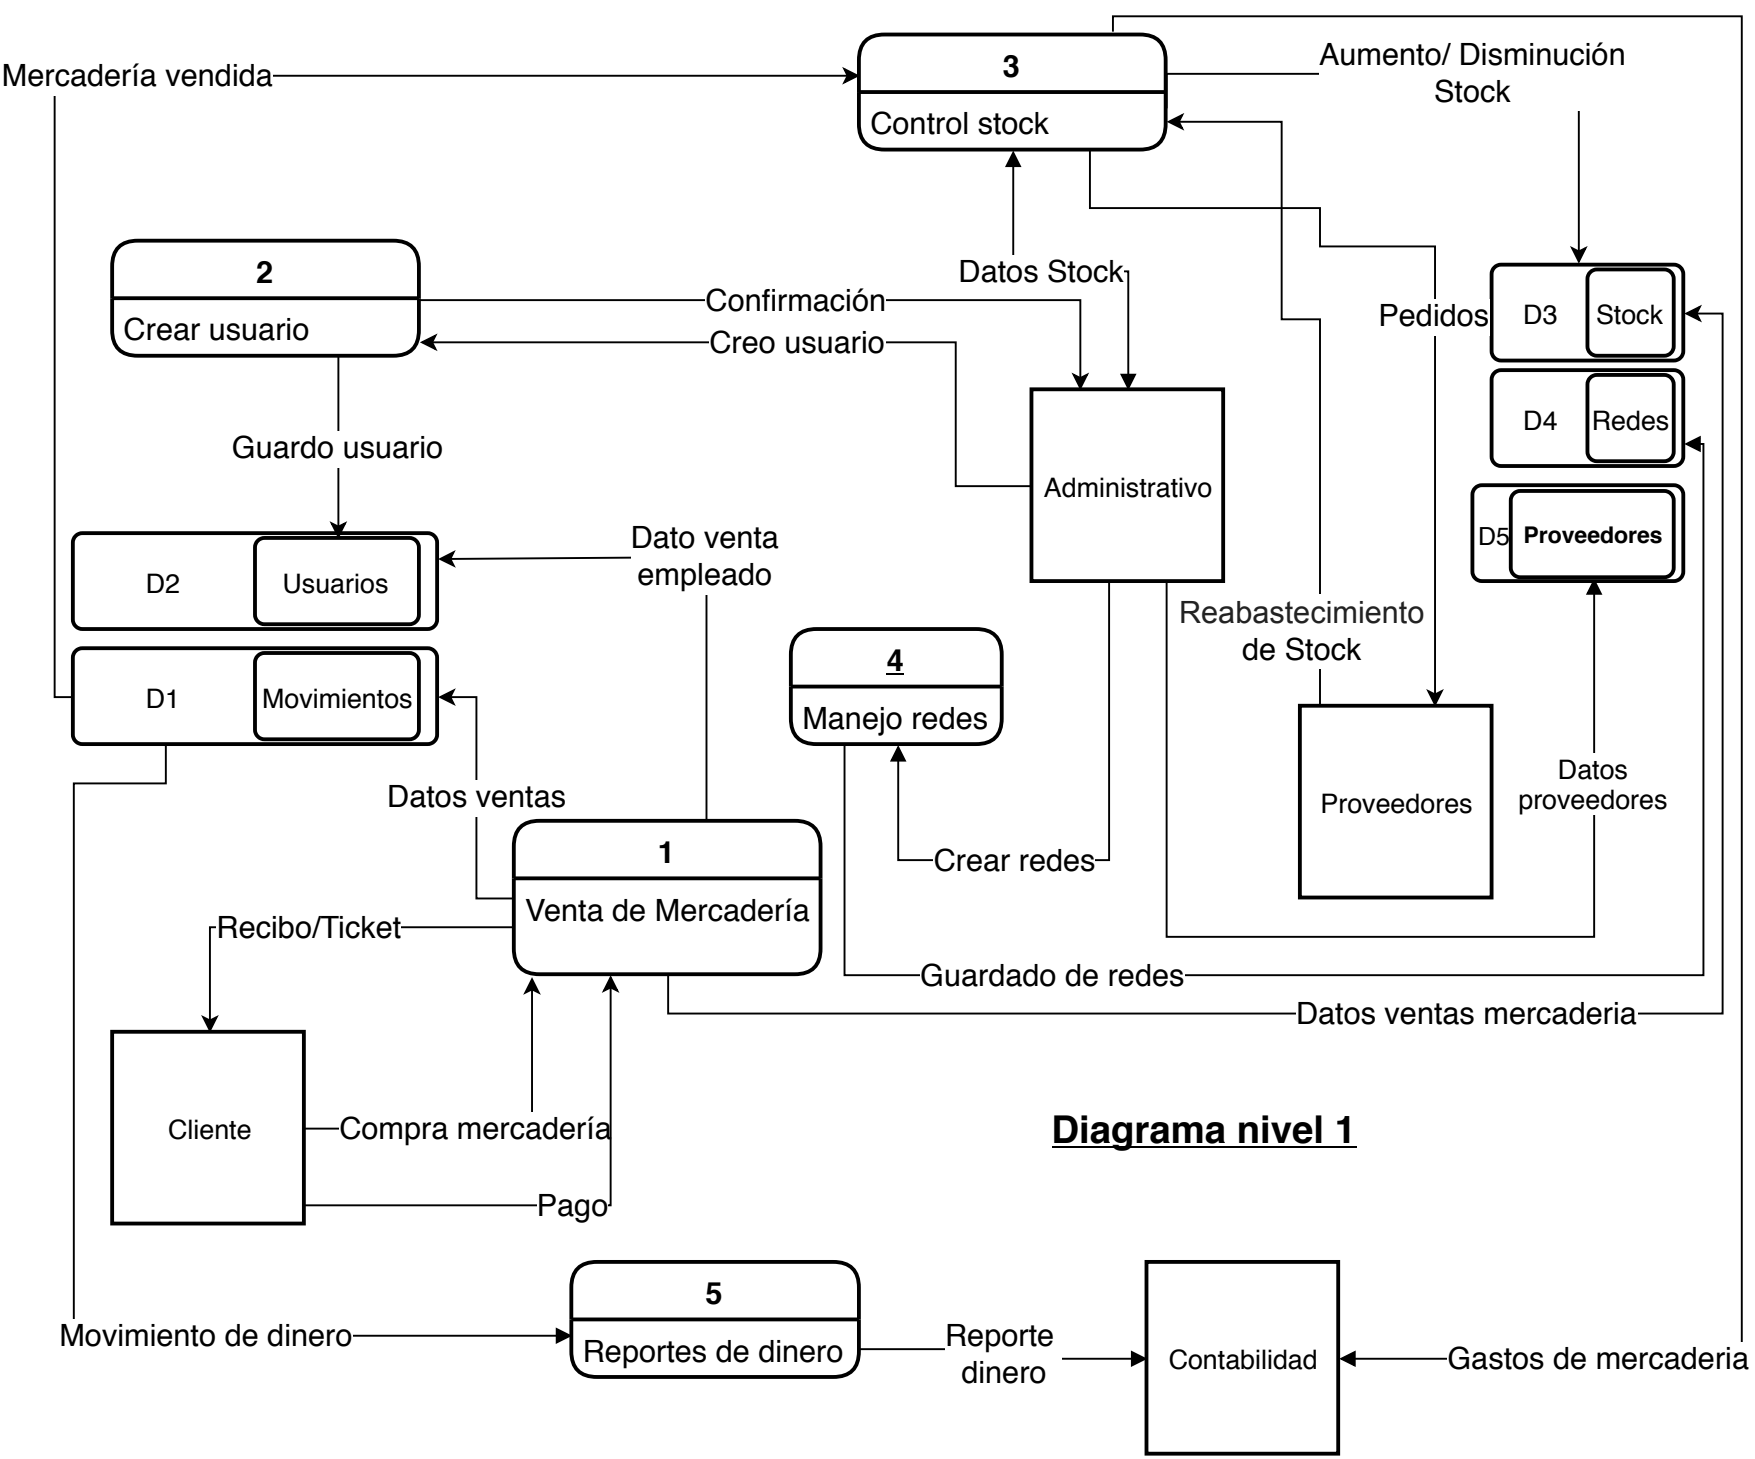 Mercadería vendida
3
Control stock
Aumento/ Disminución
Stock
2
Crear usuario
Datos Stock
Confirmación
Creo usuario
Pedidos
D3
Stock
D4
Redes
D5
Proveedores
Guardo usuario
Administrativo
D2
Usuarios
Dato venta
empleado
D1
Movimientos
4
Manejo redes
Reabastecimiento
de Stock
Proveedores
Datos
proveedores
Datos ventas
1
Venta de Mercadería
Crear redes
Recibo/Ticket
Guardado de redes
Datos ventas mercaderia
Cliente
Compra mercadería
Pago
Diagrama nivel 1
Movimiento de dinero
5
Reportes de dinero
Reporte
dinero
Contabilidad
Gastos de mercaderia